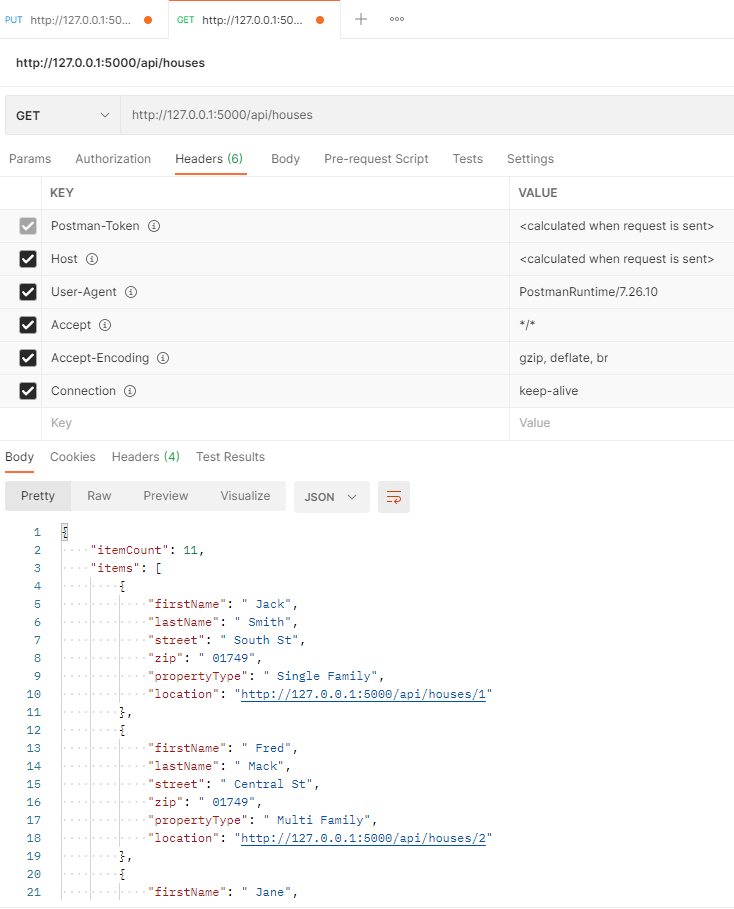 PUT http://127.0.0.1:50... GET http://127.0.0.1:50...
http://127.0.0.1:5000/api/houses
GET http://127.0.0.1:5000/api/houses
Params Authorization Headers (6) Body Pre-request Script Tests Settings
KEY VALUE
Postman-Token <calculated when request is sent>
Host <calculated when request is sent>
User-Agent PostmanRuntime/7.26.10
Accept */*
Accept-Encoding gzip, deflate, br
Connection keep-alive
Key Value
Body Cookies Headers (4) Test Results
Pretty Raw Preview Visualize JSON
1 {
2 "itemCount": 11,
3 "items": [
4 {
5 "firstName": " Jack",
6 "lastName": " Smith",
7 "street": " South St",
8 "zip": " 01749",
9 "propertyType": " Single Family",
10 "location": "http://127.0.0.1:5000/api/houses/1"
11 },
12 {
13 "firstName": " Fred",
14 "lastName": " Mack",
15 "street": " Central St",
16 "zip": " 01749",
17 "propertyType": " Multi Family",
18 "location": "http://127.0.0.1:5000/api/houses/2"
19 },
20 {
21 "firstName": " Jane",